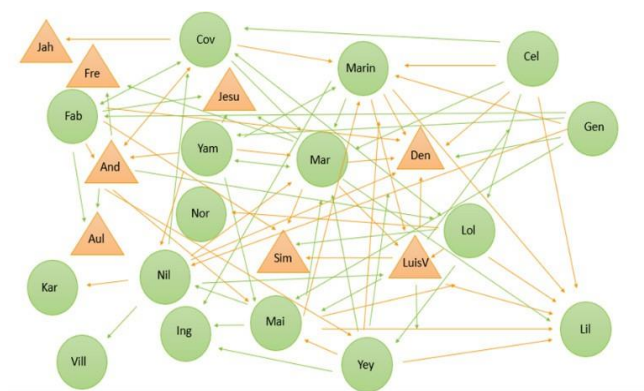 Jah
Cov
Fre
Marin
Cel
Jesu
Fab
Gen
And
Yam
Mar
Den
Nor
Aul
Lol
Sim
LuisV
Kar
Nil
Ing
Mai
Lil
Vill
Yey